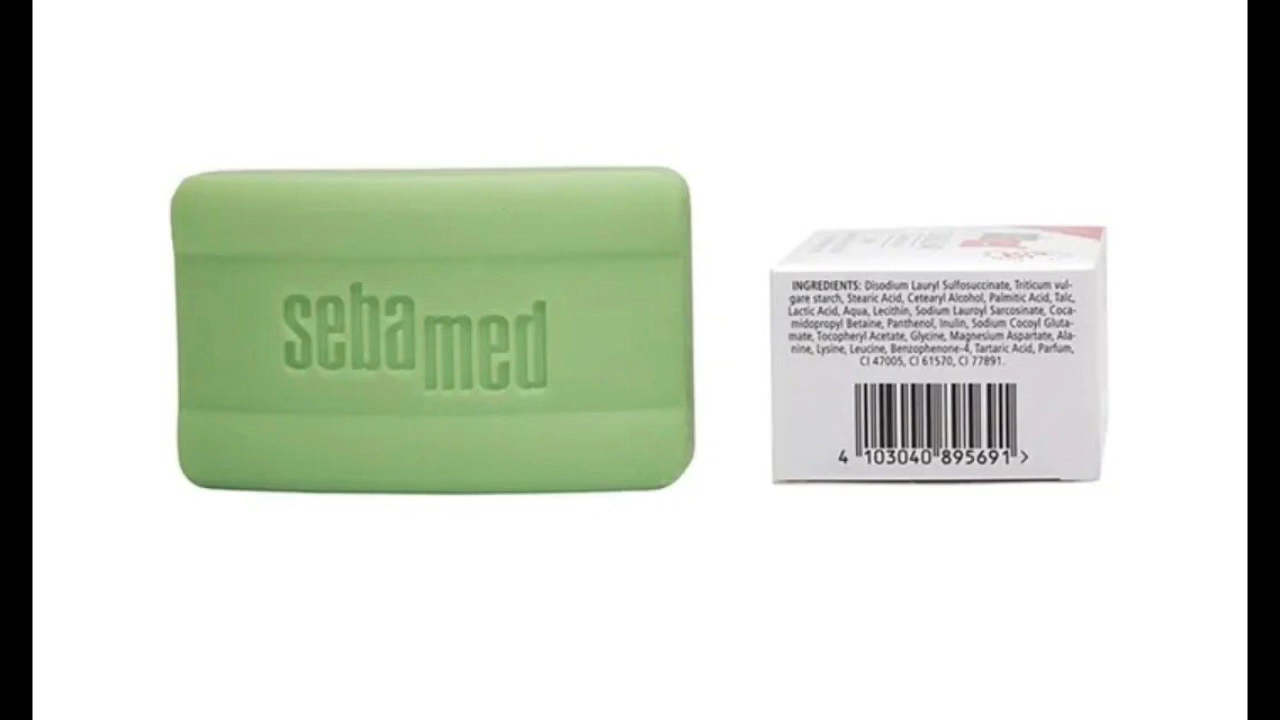 seba
med
INGREDIENTS: Disodium Lauryl Sulfosuccinate, Triticum vul-
gare starch, Stearic Acid, Cetearyl Alcohol, Palmitic Acid, Talc,
Lactic Acid, Aqua, Lecithin, Sodium Lauroyl Sarcosinate, Coca-
midopropyl Betaine, Panthenol, Inulin, Sodium Cocoyl Gluta-
mate, Tocopheryl Acetate, Glycine, Magnesium Aspartate, Ala-
nine, Lysine, Leucine, Benzophenone-4, Tartaric Acid, Parfum,
CI 47005, CI 61570, CI 77891.
4 103040 895691 >